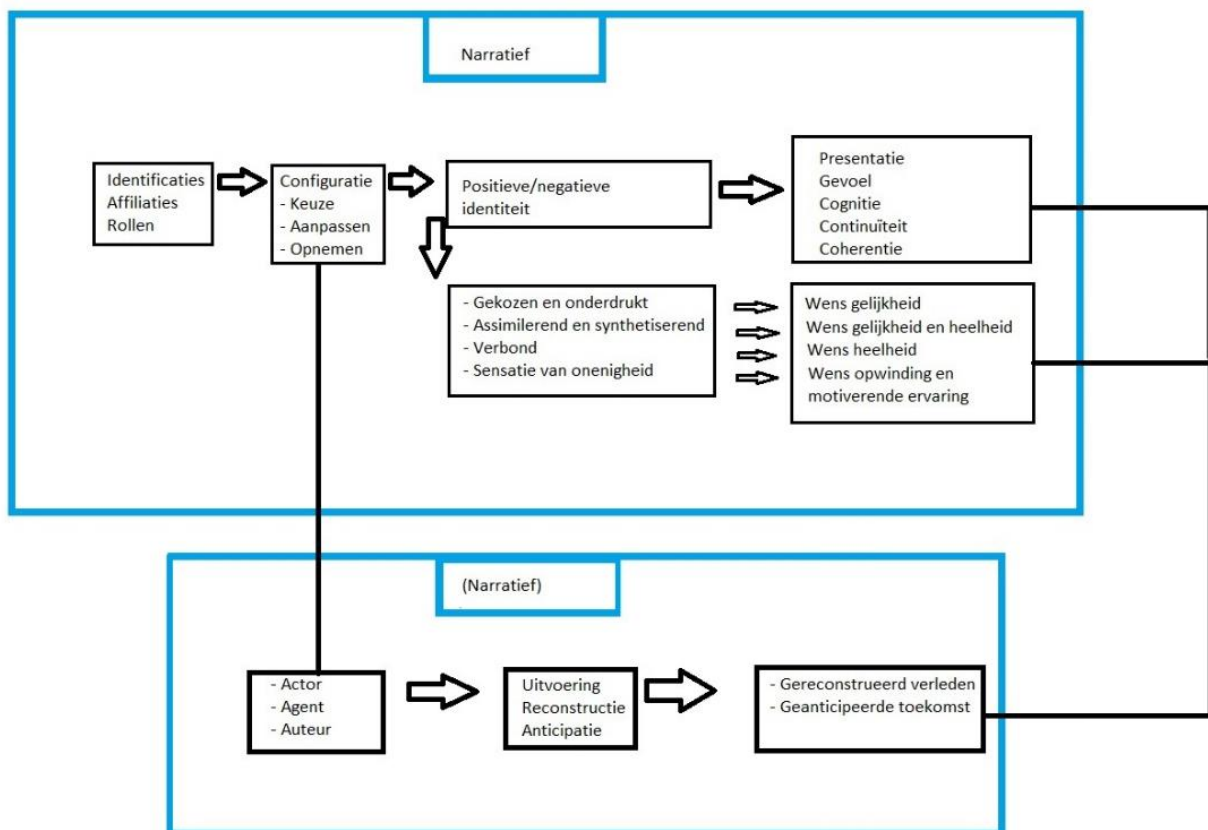 Narratief
Identificaties
Affiliaties
Rollen
Configuratie
- Keuze
- Aanpassen
- Opnemen
Positieve/negatieve
identiteit
Presentatie
Gevoel
Cognitie
Continuïteit
Coherentie
- Gekozen en onderdrukt
- Assimilerend en synthetiserend
- Verbond
- Sensatie van onenigheid
Wens gelijkheid
Wens gelijkheid en heelheid
Wens heelheid
Wens opwinding en
motiverende ervaring
(Narratief)
- Actor
- Agent
- Auteur
Uitvoering
Reconstructie
Anticipatie
- Gereconstrueerd verleden
- Geanticipeerde toekomst